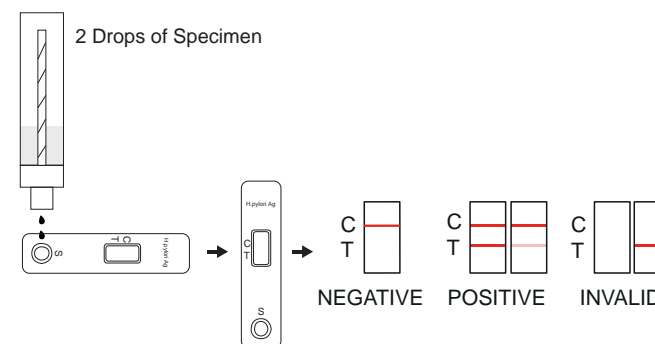 2 Drops of Specimen
S
C
T
H.pylori Ag
H.pylori Ag
C
T
S
C
T
NEGATIVE
C
T
POSITIVE
C
T
INVALID